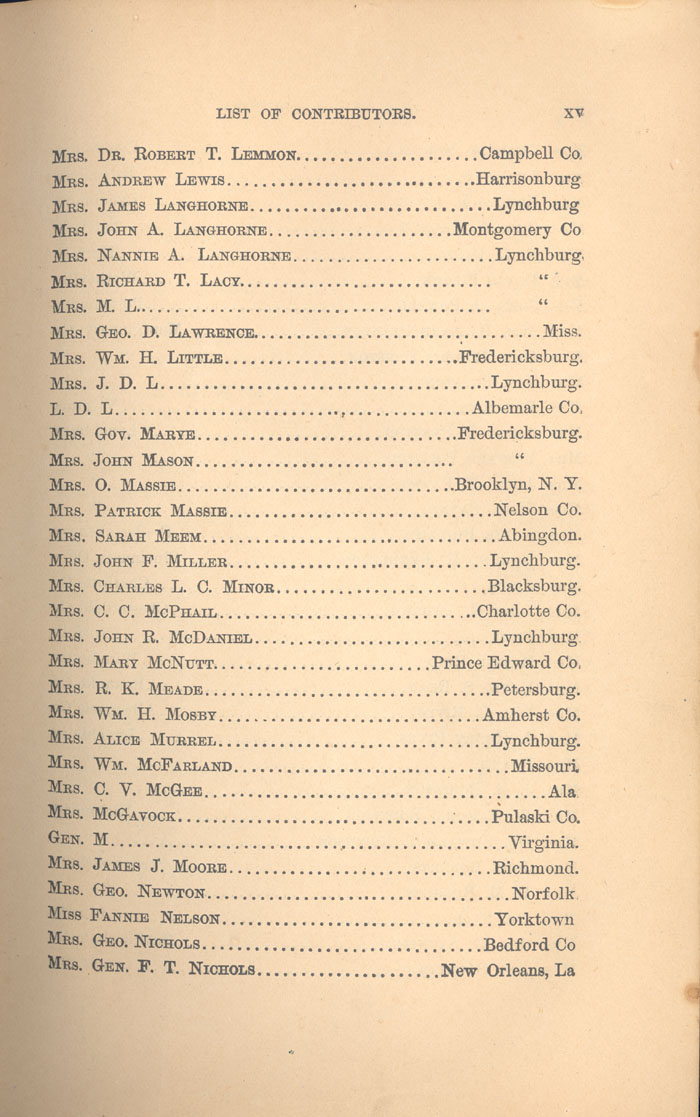 LIST OF CONTRIBUTORS. XV
MRS. DR. ROBERT T. LEMMON.....................Campbell Co.
MRS. ANDREW LEWIS............................Harrisonburg
MRS. JAMES LANGHORNE...........................Lynchburg
MRS. JOHN A. LANGHORNE....................Montgomery Co
MRS. NANNIE A. LANGHORNE.......................Lynchburg.
MRS. RICHARD T. LACY............................ "
MRS. M. L....................................... "
MRS. GEO. D. LAWRENCE................................Miss.
MRS. WM. H. LITTLE..........................Fredericksburg.
MRS. J. D. L.....................................Lynchburg.
L. D. L........................................Albemarle Co.
MRS. GOV. MARYE.............................Fredericksburg.
MRS. JOHN MASON............................. "
MRS. O. MASSIE..............................Brooklyn, N. Y.
MRS. PATRICK MASSIE.............................Nelson Co.
MRS. SARAH MEEM.................................Abingdon.
MRS. JOHN F. MILLER.............................Lynchburg.
MRS. CHARLES L. C. MINOR........................Blacksburg.
MRS. C. C. MCPHAIL.............................Charlotte Co.
MRS. JOHN R. MCDANIEL..........................Lynchburg
MRS. MARY MCNUTT.........................Prince Edward Co.
MRS. R. K. MEADE................................Petersburg.
MRS. WM. H. MOSBY.............................Amherst Co.
MRS. ALICE MURREL..............................Lynchburg.
MRS. WM. MCFARLAND..............................Missouri.
MRS. C. V. MCGEE......................................Ala.
MRS. MCGAVOCK...................................Pulaski Co.
GEN. M............................................Virginia.
MRS. JAMES J. MOORE.............................Richmond.
MRS. GEO. NEWTON..................................Norfolk.
MISS FANNIE NELSON..............................Yorktown
MRS. GEO. NICHOLS...............................Bedford Co
MRS. GEN. F. T. NICHOLS....................New Orleans, La